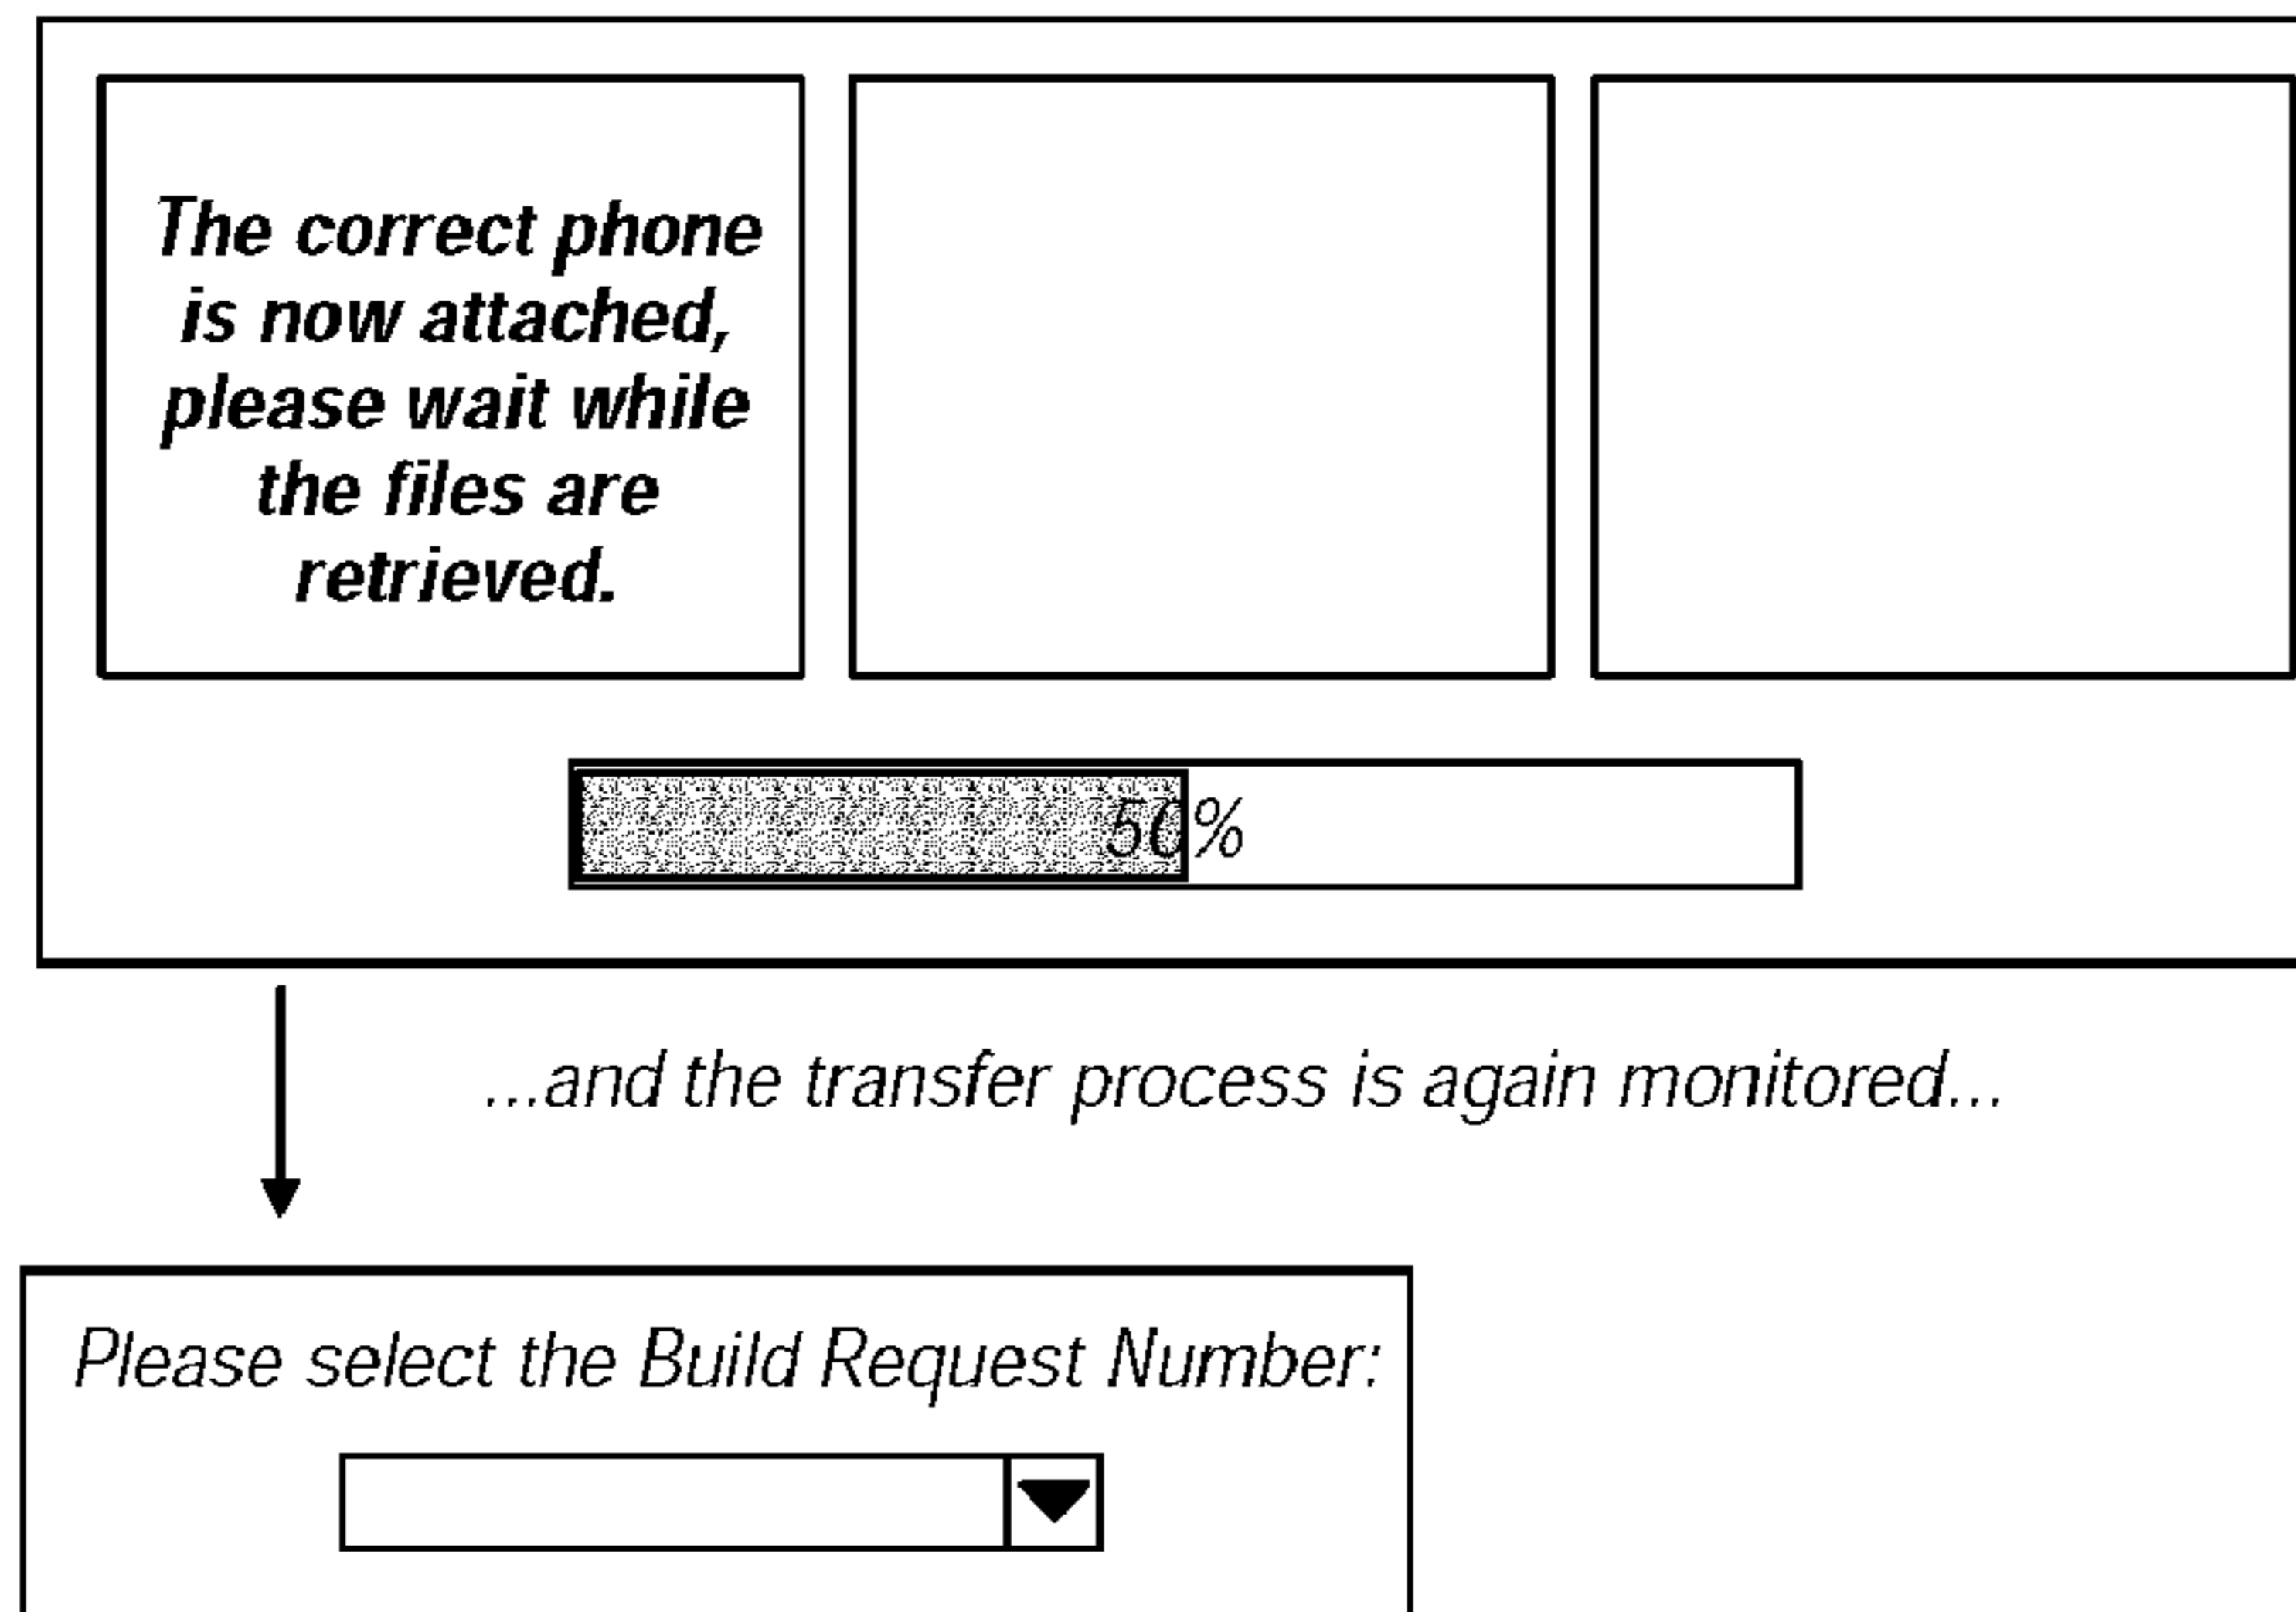 The correct phone
is now attached,
please wait while
the files are
retrieved.
50%
...and the transfer process is again monitored...
Please select the Build Request Number: